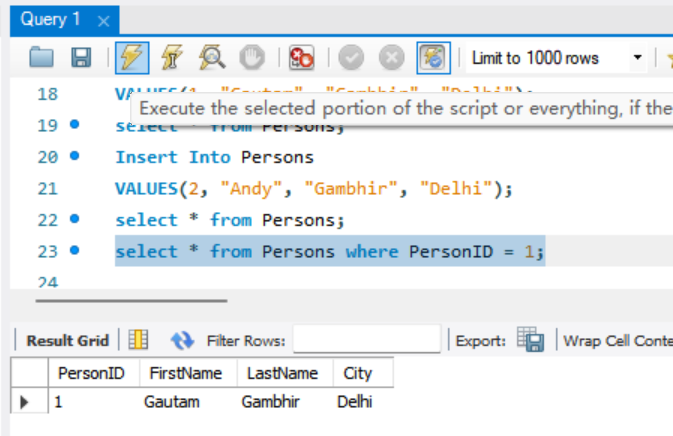 Query 1
Limit to 1000 rows
18 VALUES(1, "Gautam", "Gambhir", "Delhi");
Execute the selected portion of the script or everything, if the
19 select * from Persons;
20 Insert Into Persons
21 VALUES(2, "Andy", "Gambhir", "Delhi");
22 select * from Persons;
23 select * from Persons where PersonID = 1;
24
Result Grid Filter Rows: Export: Wrap Cell Conte
PersonID FirstName LastName City
1 Gautam Gambhir Delhi